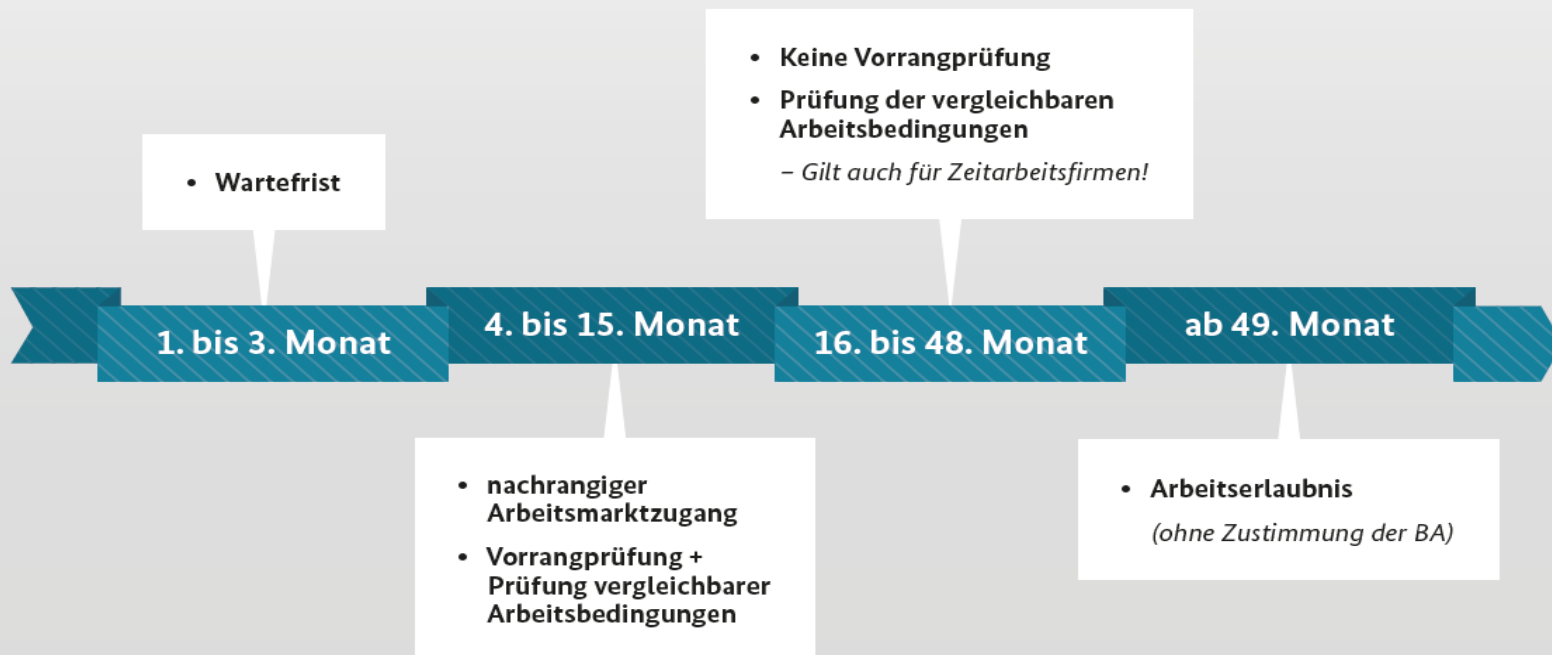 • Keine Vorrangprüfung
• Prüfung der vergleichbaren
Arbeitsbedingungen
– Gilt auch für Zeitarbeitsfirmen!
• Wartefrist
1. bis 3. Monat
4. bis 15. Monat
16. bis 48. Monat
ab 49. Monat
• nachrangiger
Arbeitsmarktzugang
• Vorrangprüfung +
Prüfung vergleichbarer
Arbeitsbedingungen
• Arbeitserlaubnis
(ohne Zustimmung der BA)